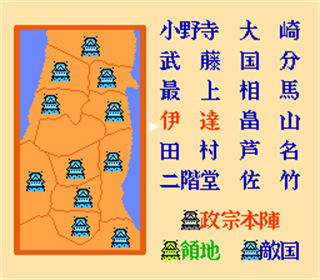 小野寺 大崎
武藤 国分
最上 相馬
伊達 畠山
田村 芦名
二階堂 佐竹
政宗本陣
領地 敵国